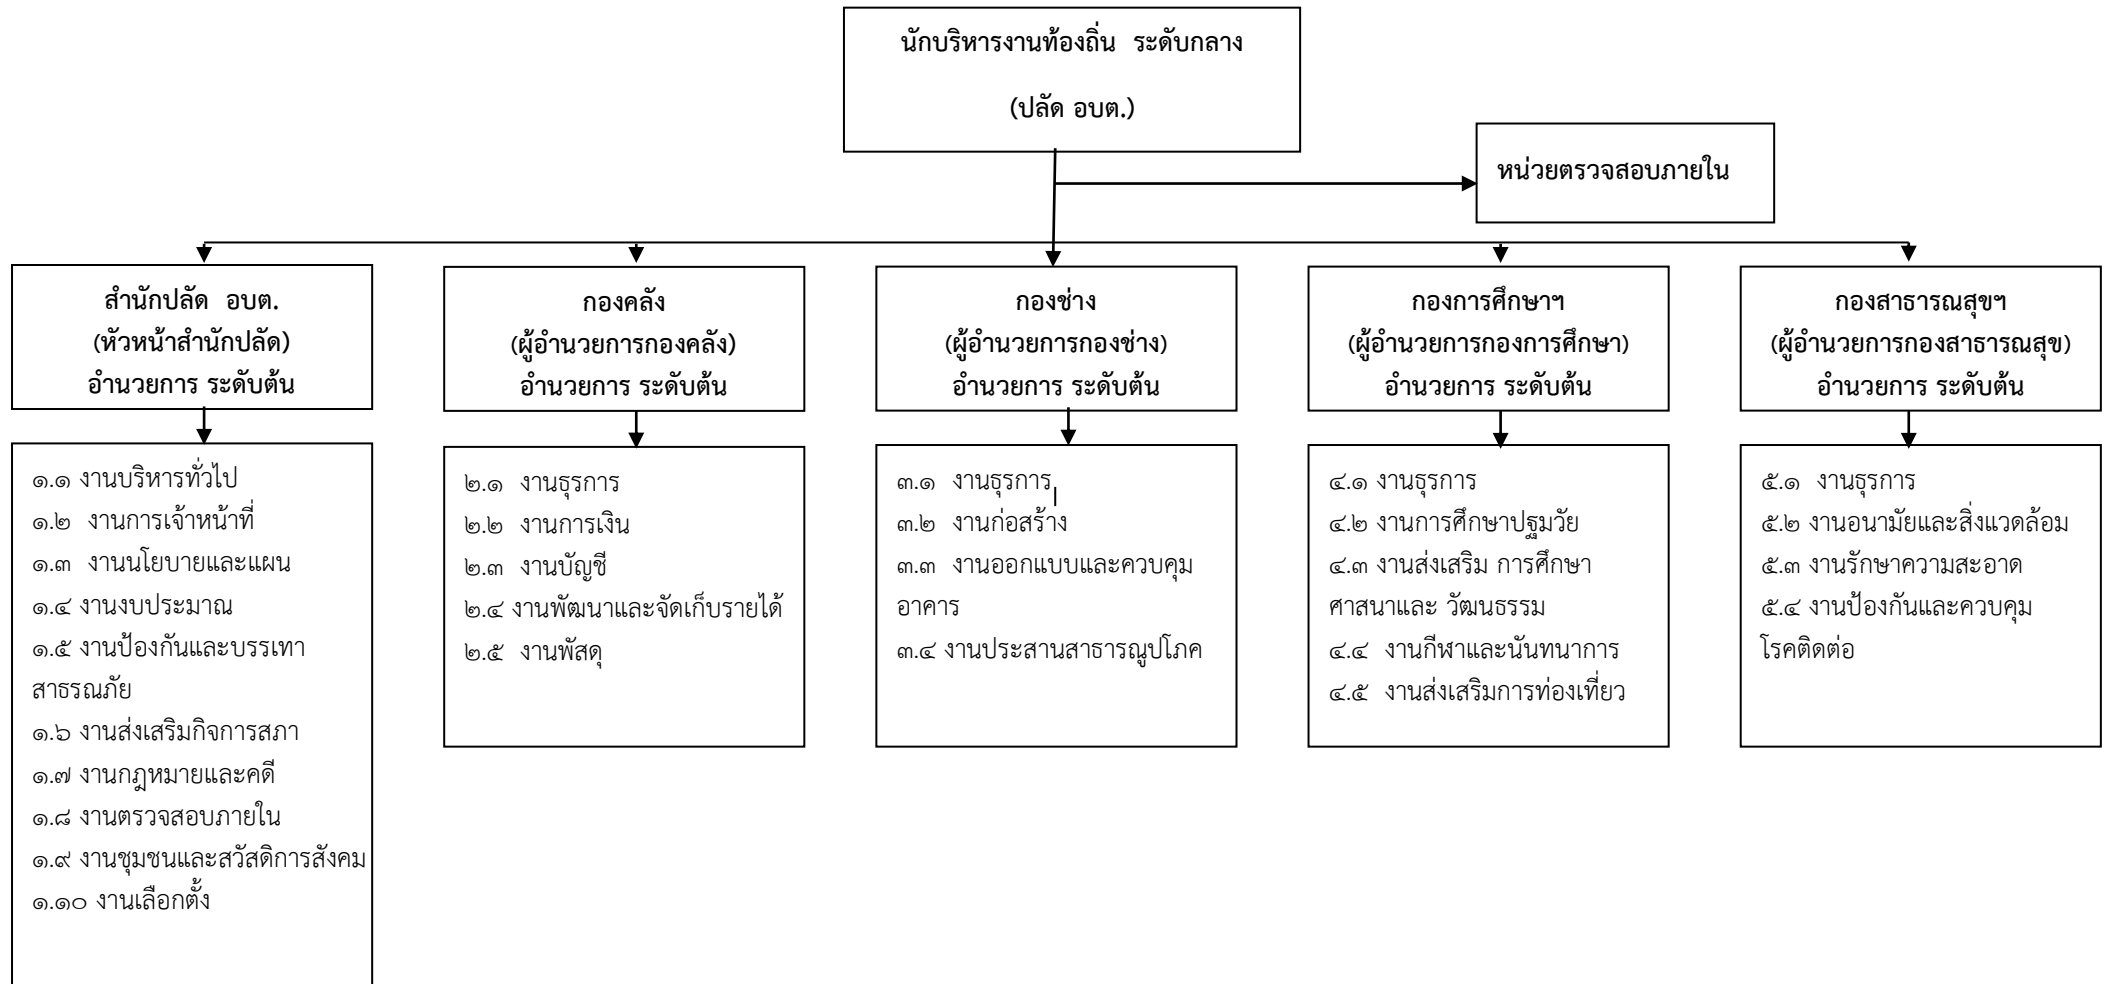 นักบริหารงานท้องถิ่น ระดับกลาง
(ปลัด อบต.)
หน่วยตรวจสอบภายใน
สำนักปลัด อบต.
(หัวหน้าสำนักปลัด)
อำนวยการ ระดับต้น
กองคลัง
(ผู้อำนวยการกองคลัง)
อำนวยการ ระดับต้น
กองช่าง
(ผู้อำนวยการกองช่าง)
อำนวยการ ระดับต้น
กองการศึกษาฯ
(ผู้อำนวยการกองการศึกษา)
อำนวยการ ระดับต้น
กองสาธารณสุขฯ
(ผู้อำนวยการกองสาธารณสุข)
อำนวยการ ระดับต้น
๑.๑ งานบริหารทั่วไป
๑.๒ งานการเจ้าหน้าที่
๑.๓ งานนโยบายและแผน
๑.๔ งานงบประมาณ
๑.๕ งานป้องกันและบรรเทา
สาธรณภัย
๑.๖ งานส่งเสริมกิจการสภา
๑.๗ งานกฎหมายและคดี
๑.๘ งานตรวจสอบภายใน
๑.๙ งานชุมชนและสวัสดิการสังคม
๑.๑๐ งานเลือกตั้ง
๒.๑ งานธุรการ
๒.๒ งานการเงิน
๒.๓ งานบัญชี
๒.๔ งานพัฒนาและจัดเก็บรายได้
๒.๕ งานพัสดุ
๓.๑ งานธุรการ
๓.๒ งานก่อสร้าง
๓.๓ งานออกแบบและควบคุม
อาคาร
๓.๔ งานประสานสาธารณูปโภค
๔.๑ งานธุรการ
๔.๒ งานการศึกษาปฐมวัย
๔.๓ งานส่งเสริม การศึกษา
ศาสนาและ วัฒนธรรม
๔.๔ งานกีฬาและนันทนาการ
๔.๕ งานส่งเสริมการท่องเที่ยว
๕.๑ งานธุรการ
๕.๒ งานอนามัยและสิ่งแวดล้อม
๕.๓ งานรักษาความสะอาด
๕.๔ งานป้องกันและควบคุม
โรคติดต่อ